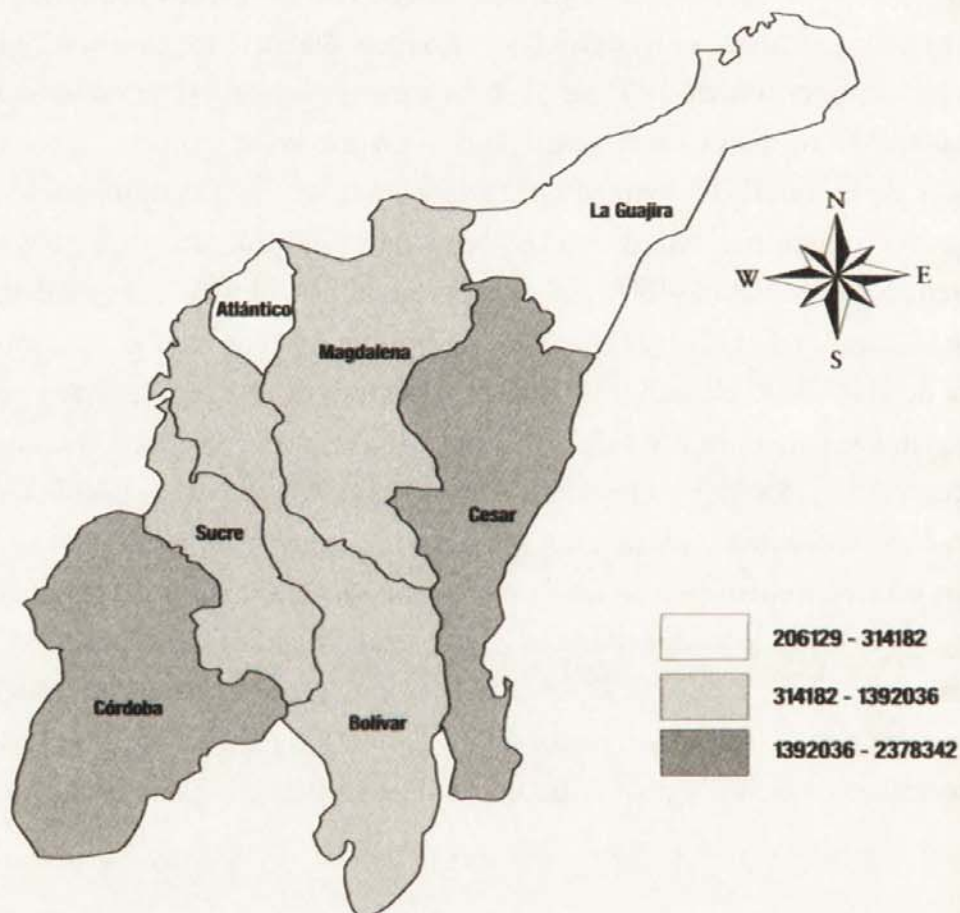 La Guajira
N
W
E
S
Atlántico
Magdalena
Cesar
Sucre
Córdoba
Bolívar
206129 - 314182
314182 - 1392036
1392036 - 2378342